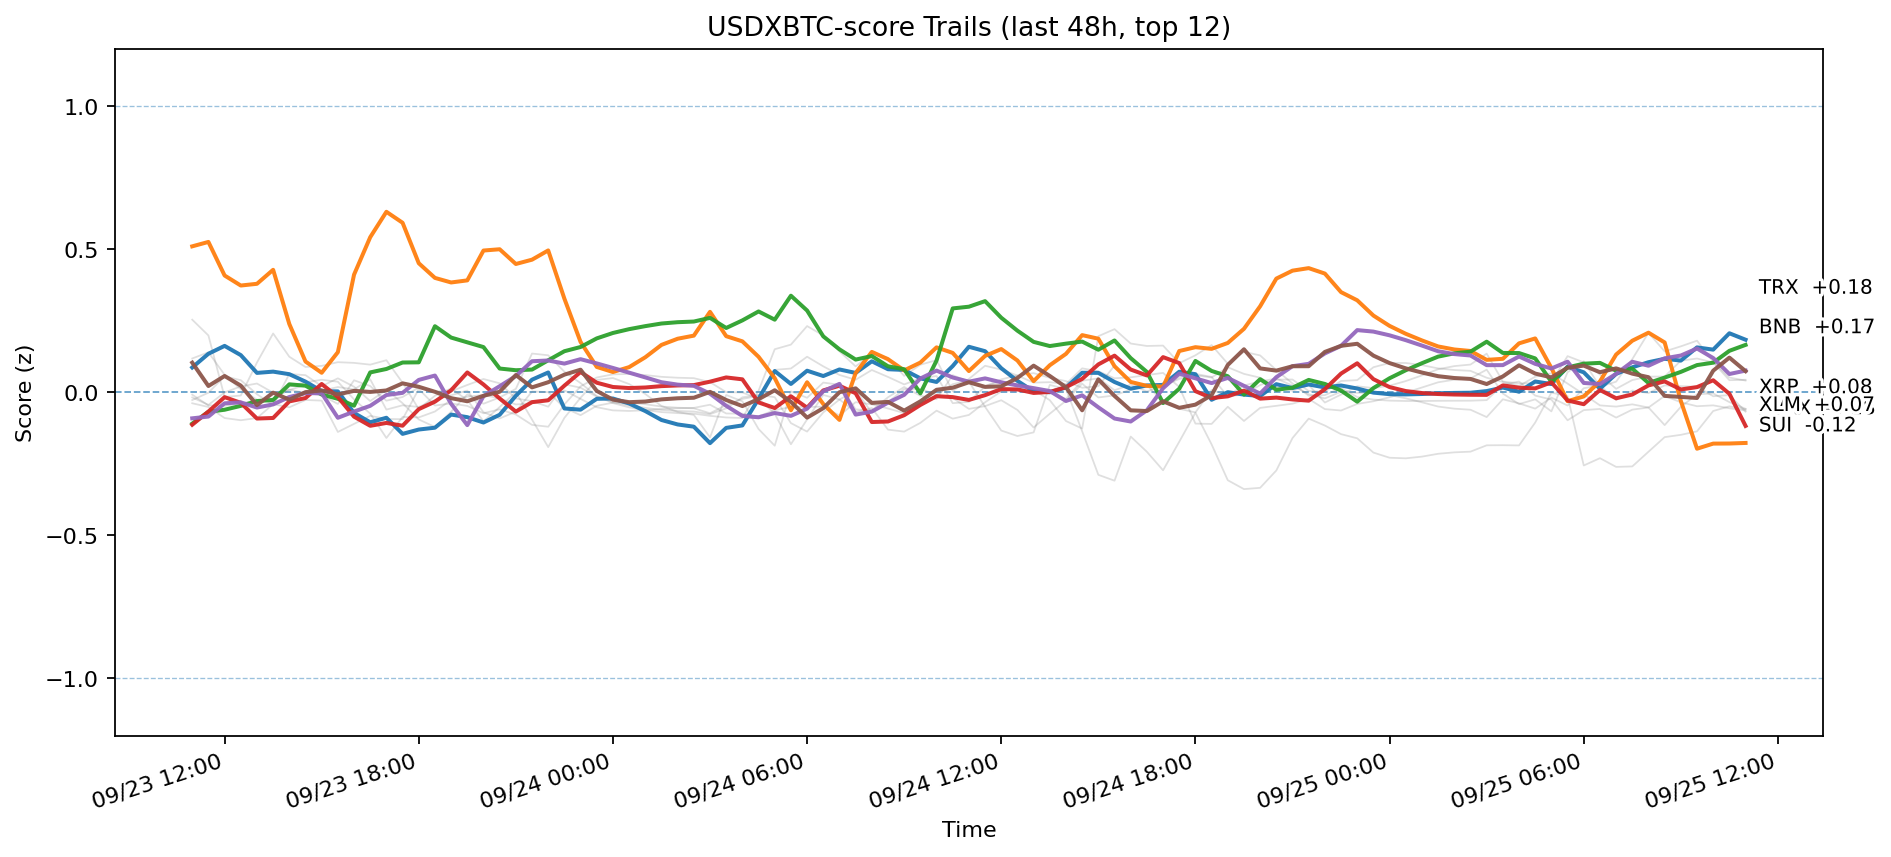 USDXBTC-score Trails (last 48h, top 12)
Score (z)
1.0
0.5
0.0
−0.5
−1.0
TRX +0.18
BNB +0.17
XRP +0.08
XLM +0.07
SUI -0.12
09/23 12:00
09/23 18:00
09/24 00:00
09/24 06:00
09/24 12:00
09/24 18:00
09/25 00:00
09/25 06:00
09/25 12:00
Time